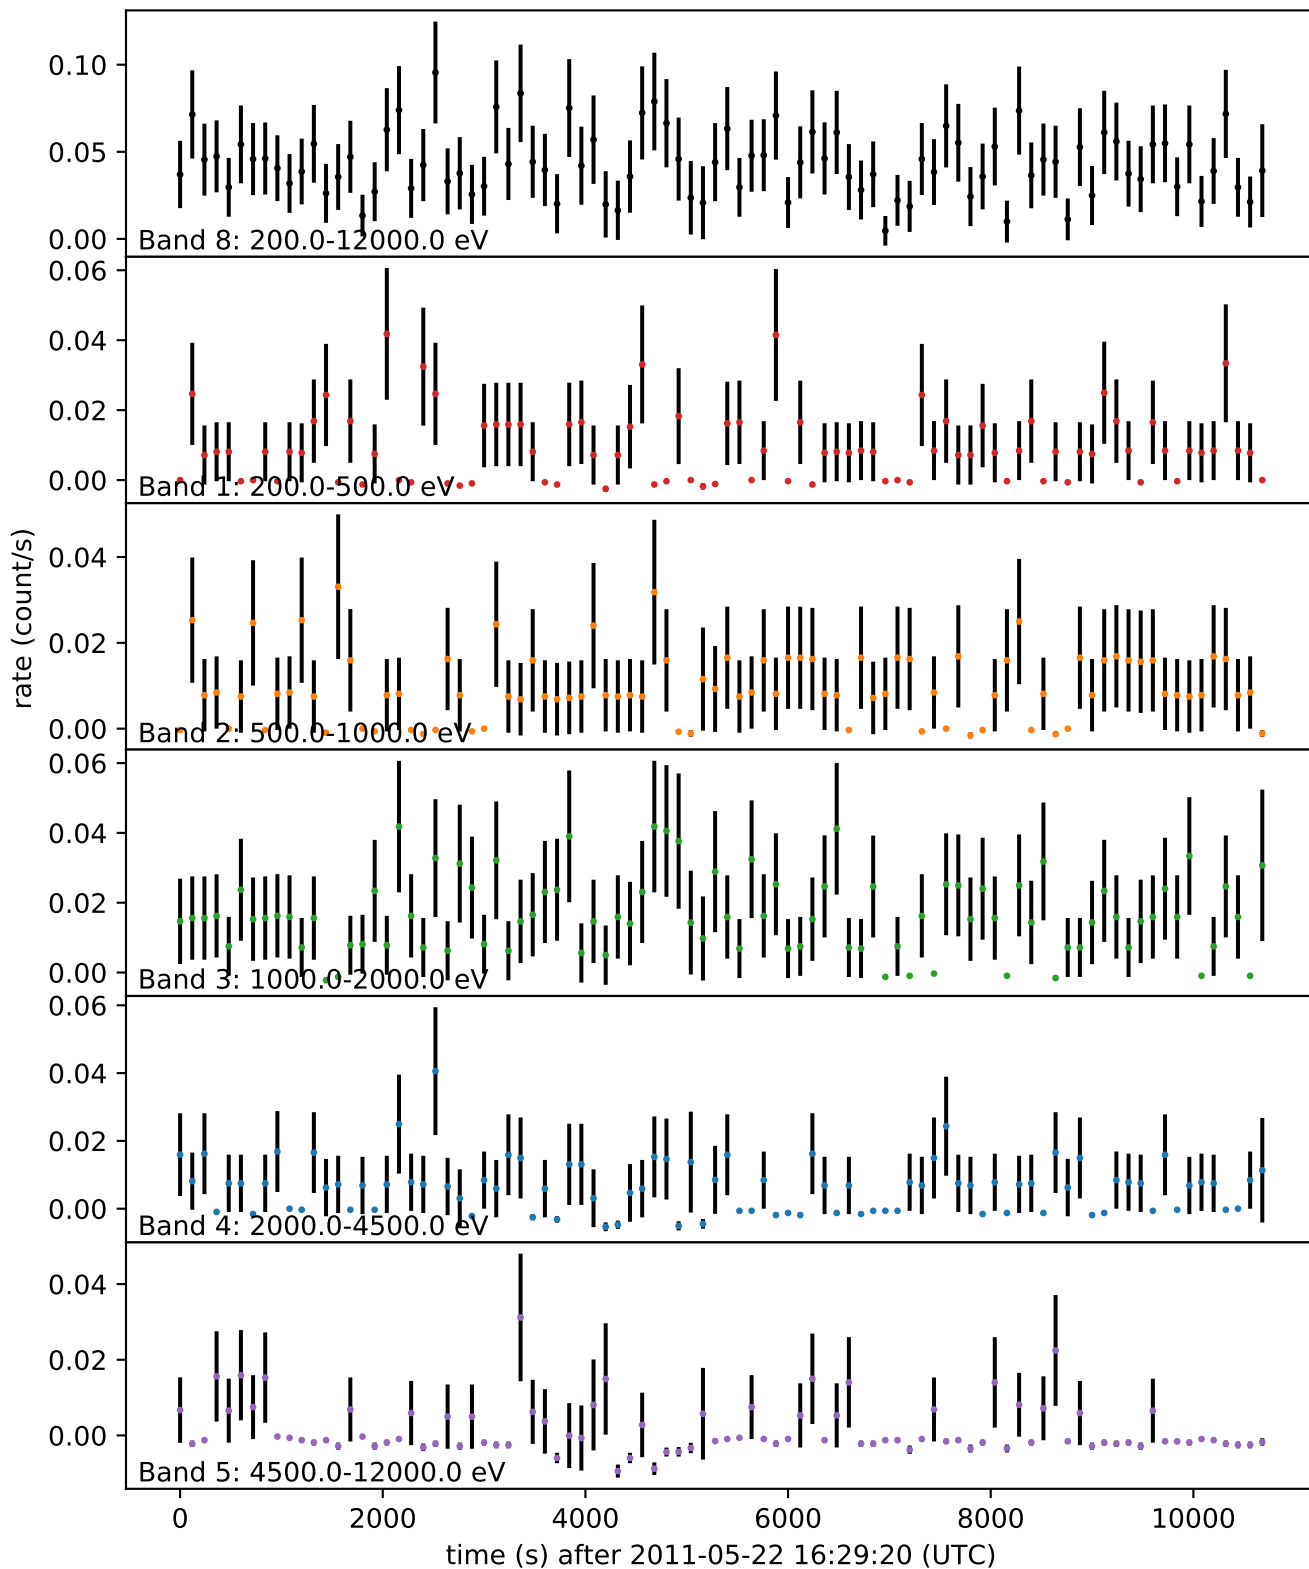 0.10
0.05
0.00
Band 8: 200.0-12000.0 eV
0.06
0.04
0.02
0.00
Band 1: 200.0-500.0 eV
rate (count/s)
0.04
0.02
0.00
Band 2: 500.0-1000.0 eV
0.06
0.04
0.02
0.00
Band 3: 1000.0-2000.0 eV
0.06
0.04
0.02
0.00
Band 4: 2000.0-4500.0 eV
0.04
0.02
0.00
Band 5: 4500.0-12000.0 eV
0 2000 4000 6000 8000 10000
time (s) after 2011-05-22 16:29:20 (UTC)